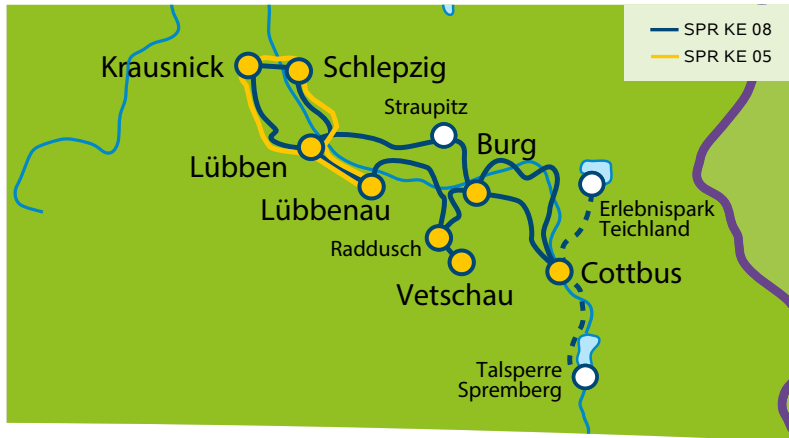 SPR KE 08
SPR KE 05
Krausnick
Schlepzig
Straupitz
Burg
Lübben
Lübbenau
Erlebnispark
Teichland
Raddusch
Cottbus
Vetschau
Talsperre
Spremberg